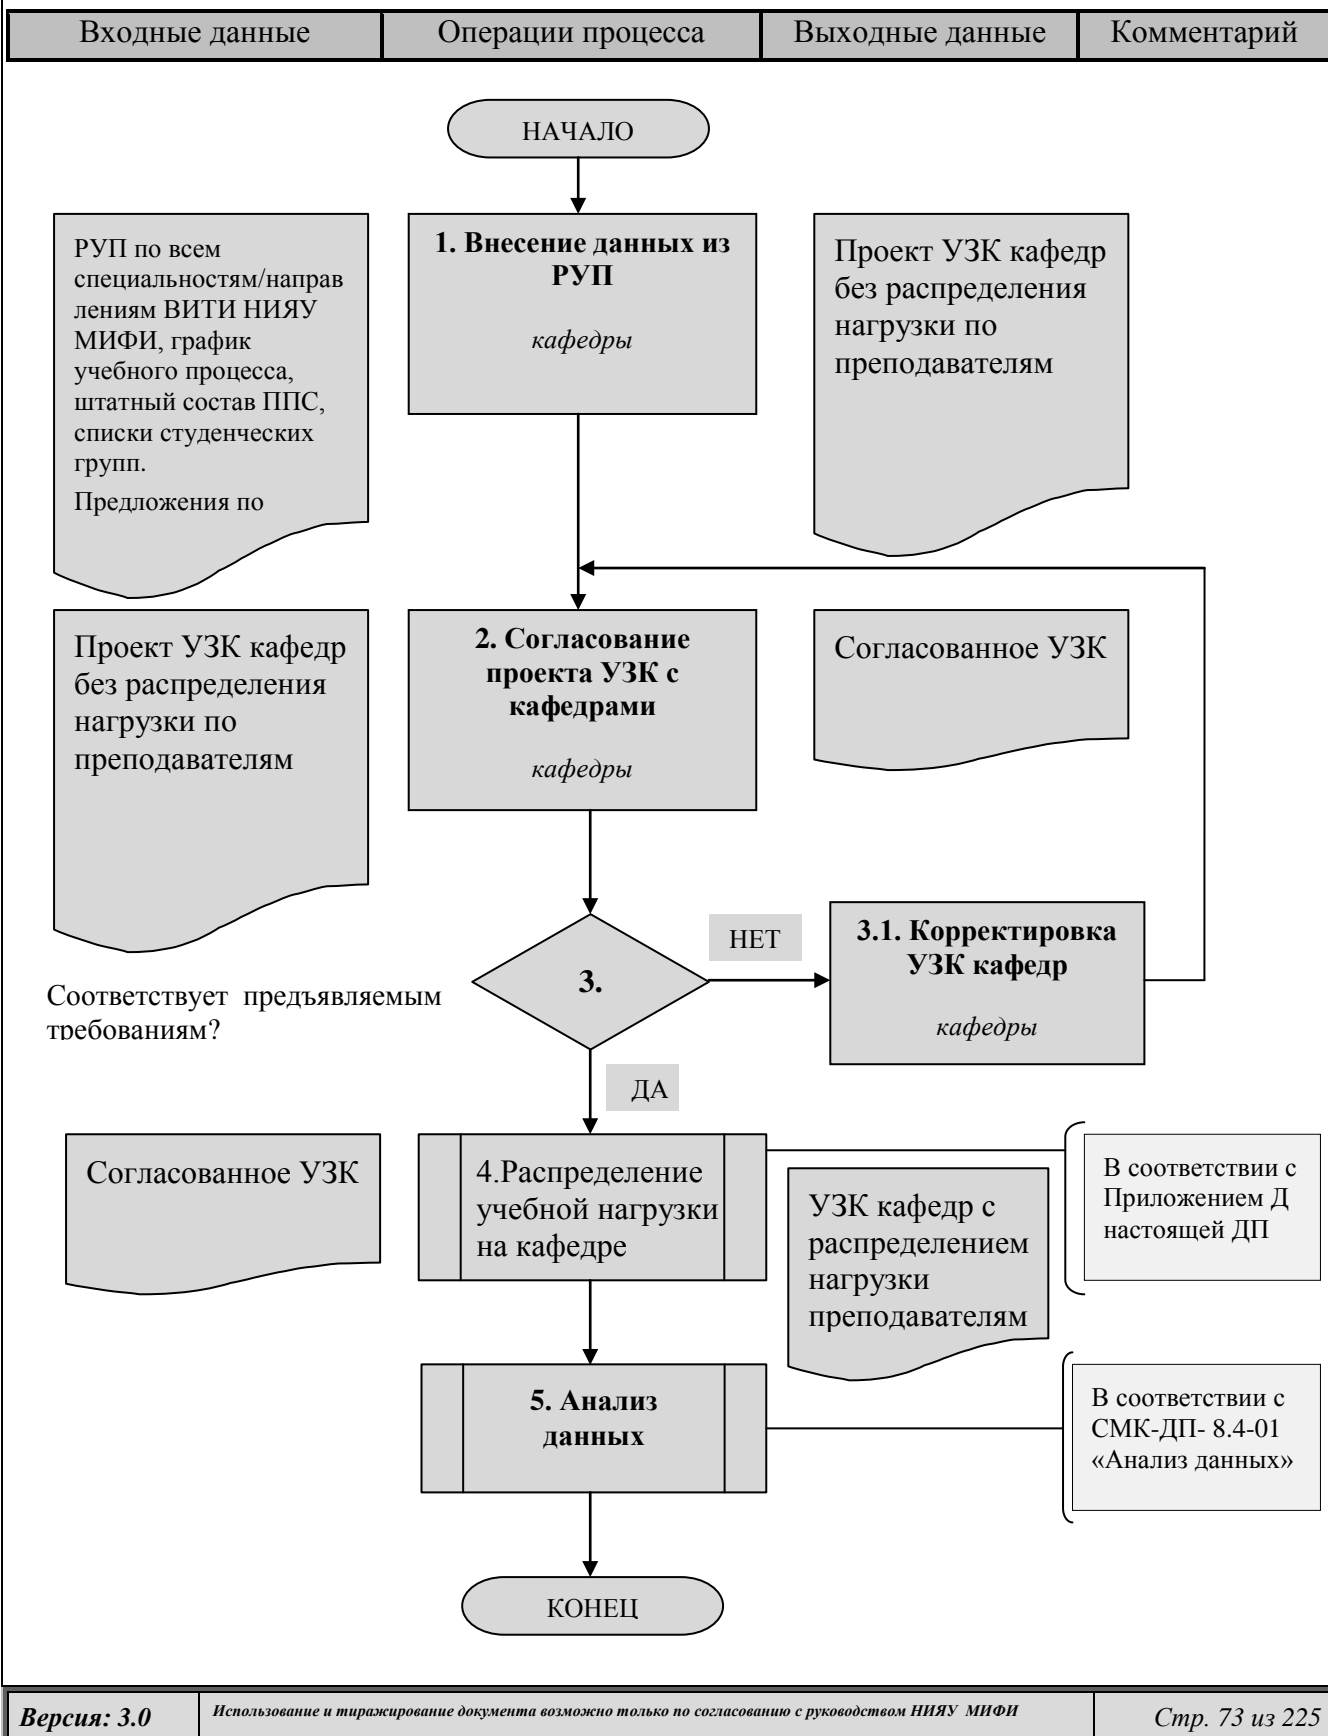 Входные данные
Операции процесса
Выходные данные
Комментарий
НАЧАЛО
РУП по всем
специальностям/направ
лениям ВИТИ НИЯУ
МИФИ, график
учебного процесса,
штатный состав ППС,
списки студенческих
групп.
Предложения по
1. Внесение данных из
РУП
кафедры
Проект УЗК кафедр
без распределения
нагрузки по
преподавателям
Проект УЗК кафедр
без распределения
нагрузки по
преподавателям
2. Согласование
проекта УЗК с
кафедрами
кафедры
Согласованное УЗК
Соответствует предъявляемым
требованиям?
3.
НЕТ
3.1. Корректировка
УЗК кафедр
кафедры
ДА
Согласованное УЗК
4.Распределение
учебной нагрузки
на кафедре
УЗК кафедр с
распределением
нагрузки
преподавателям
В соответствии с
Приложением Д
настоящей ДП
5. Анализ
данных
В соответствии с
СМК-ДП- 8.4-01
«Анализ данных»
КОНЕЦ
Версия: 3.0
Использование и тиражирование документа возможно только по согласованию с руководством НИЯУ МИФИ
Стр. 73 из 225